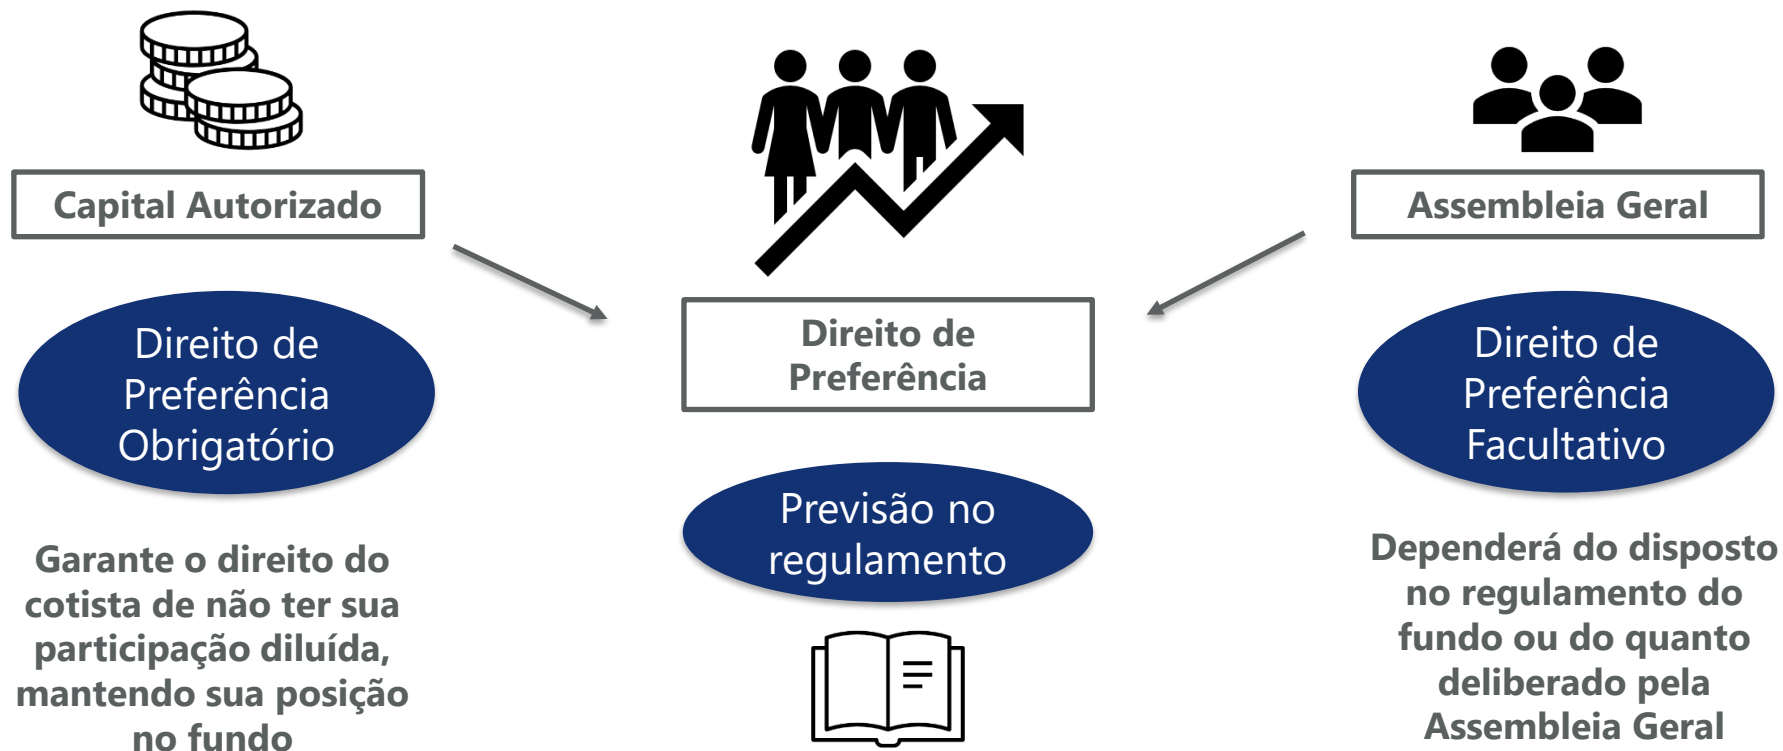 Capital Autorizado
Direito de
Preferência
Obrigatório
Garante o direito do
cotista de não ter sua
participação diluída,
mantendo sua posição
no fundo
Direito de
Preferência
Previsão no
regulamento
Assembleia Geral
Direito de
Preferência
Facultativo
Dependerá do disposto
no regulamento do
fundo ou do quanto
deliberado pela
Assembleia Geral